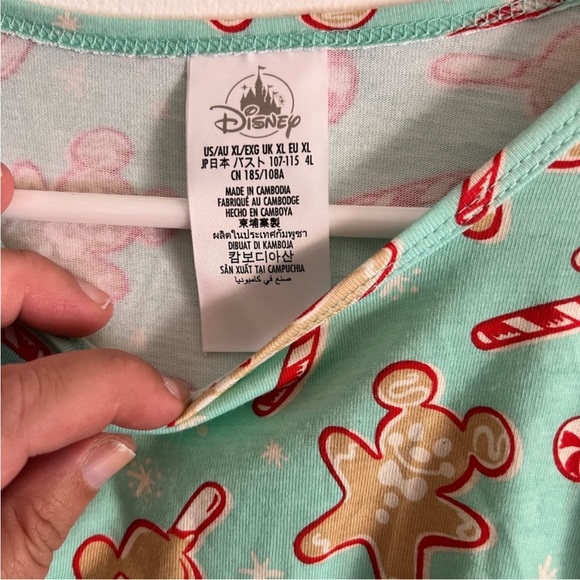 Disney
US/AU XL/EXG UK XL EU XL
JP日本 バスト 107-115 4L
CN 185/108A
MADE IN CAMBODIA
FABRIQUÉ AU CAMBODGE
HECHO EN CAMBOYA
柬埔寨製
ผลิตในประเทศกัมพูชา
DIBUAT DI KAMBOJA
캄보디아산
SẢN XUẤT TẠI CAMPUCHIA
صنع في كامبوديا